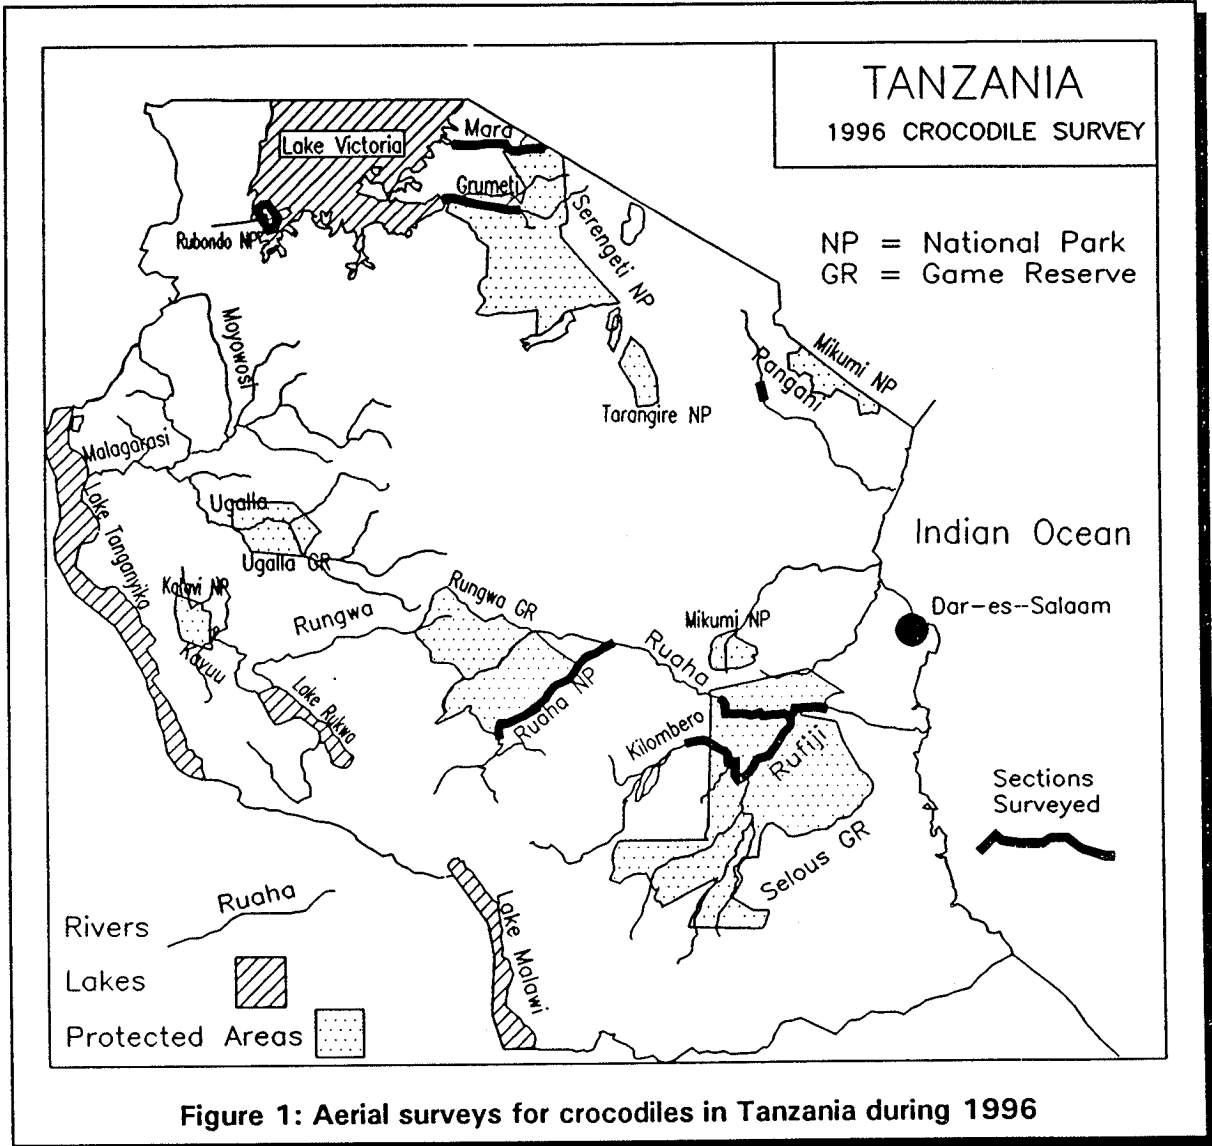 TANZANIA
1996 CROCODILE SURVEY
NP = National Park
GR = Game Reserve
Lake Victoria
Mara
Grumeti
Rubondo NP
Serengeti NP
Moyowosi
Mikumi NP
Pangani
Tarangire NP
Malagarasi
Lake Tanganyika
Ugalla
Ugalla GR
Indian Ocean
Katavi NP
Rungwa GR
Rungwa
Dar-es--Salaam
Mikumi NP
Ruaha
Kavuu
Lake Rukwa
Ruaha NP
Kilombero
Rufiji
Sections
Surveyed
Selous GR
Lake Malawi
Ruaha
Rivers
Lakes
Protected Areas
Figure 1: Aerial surveys for crocodiles in Tanzania during 1996